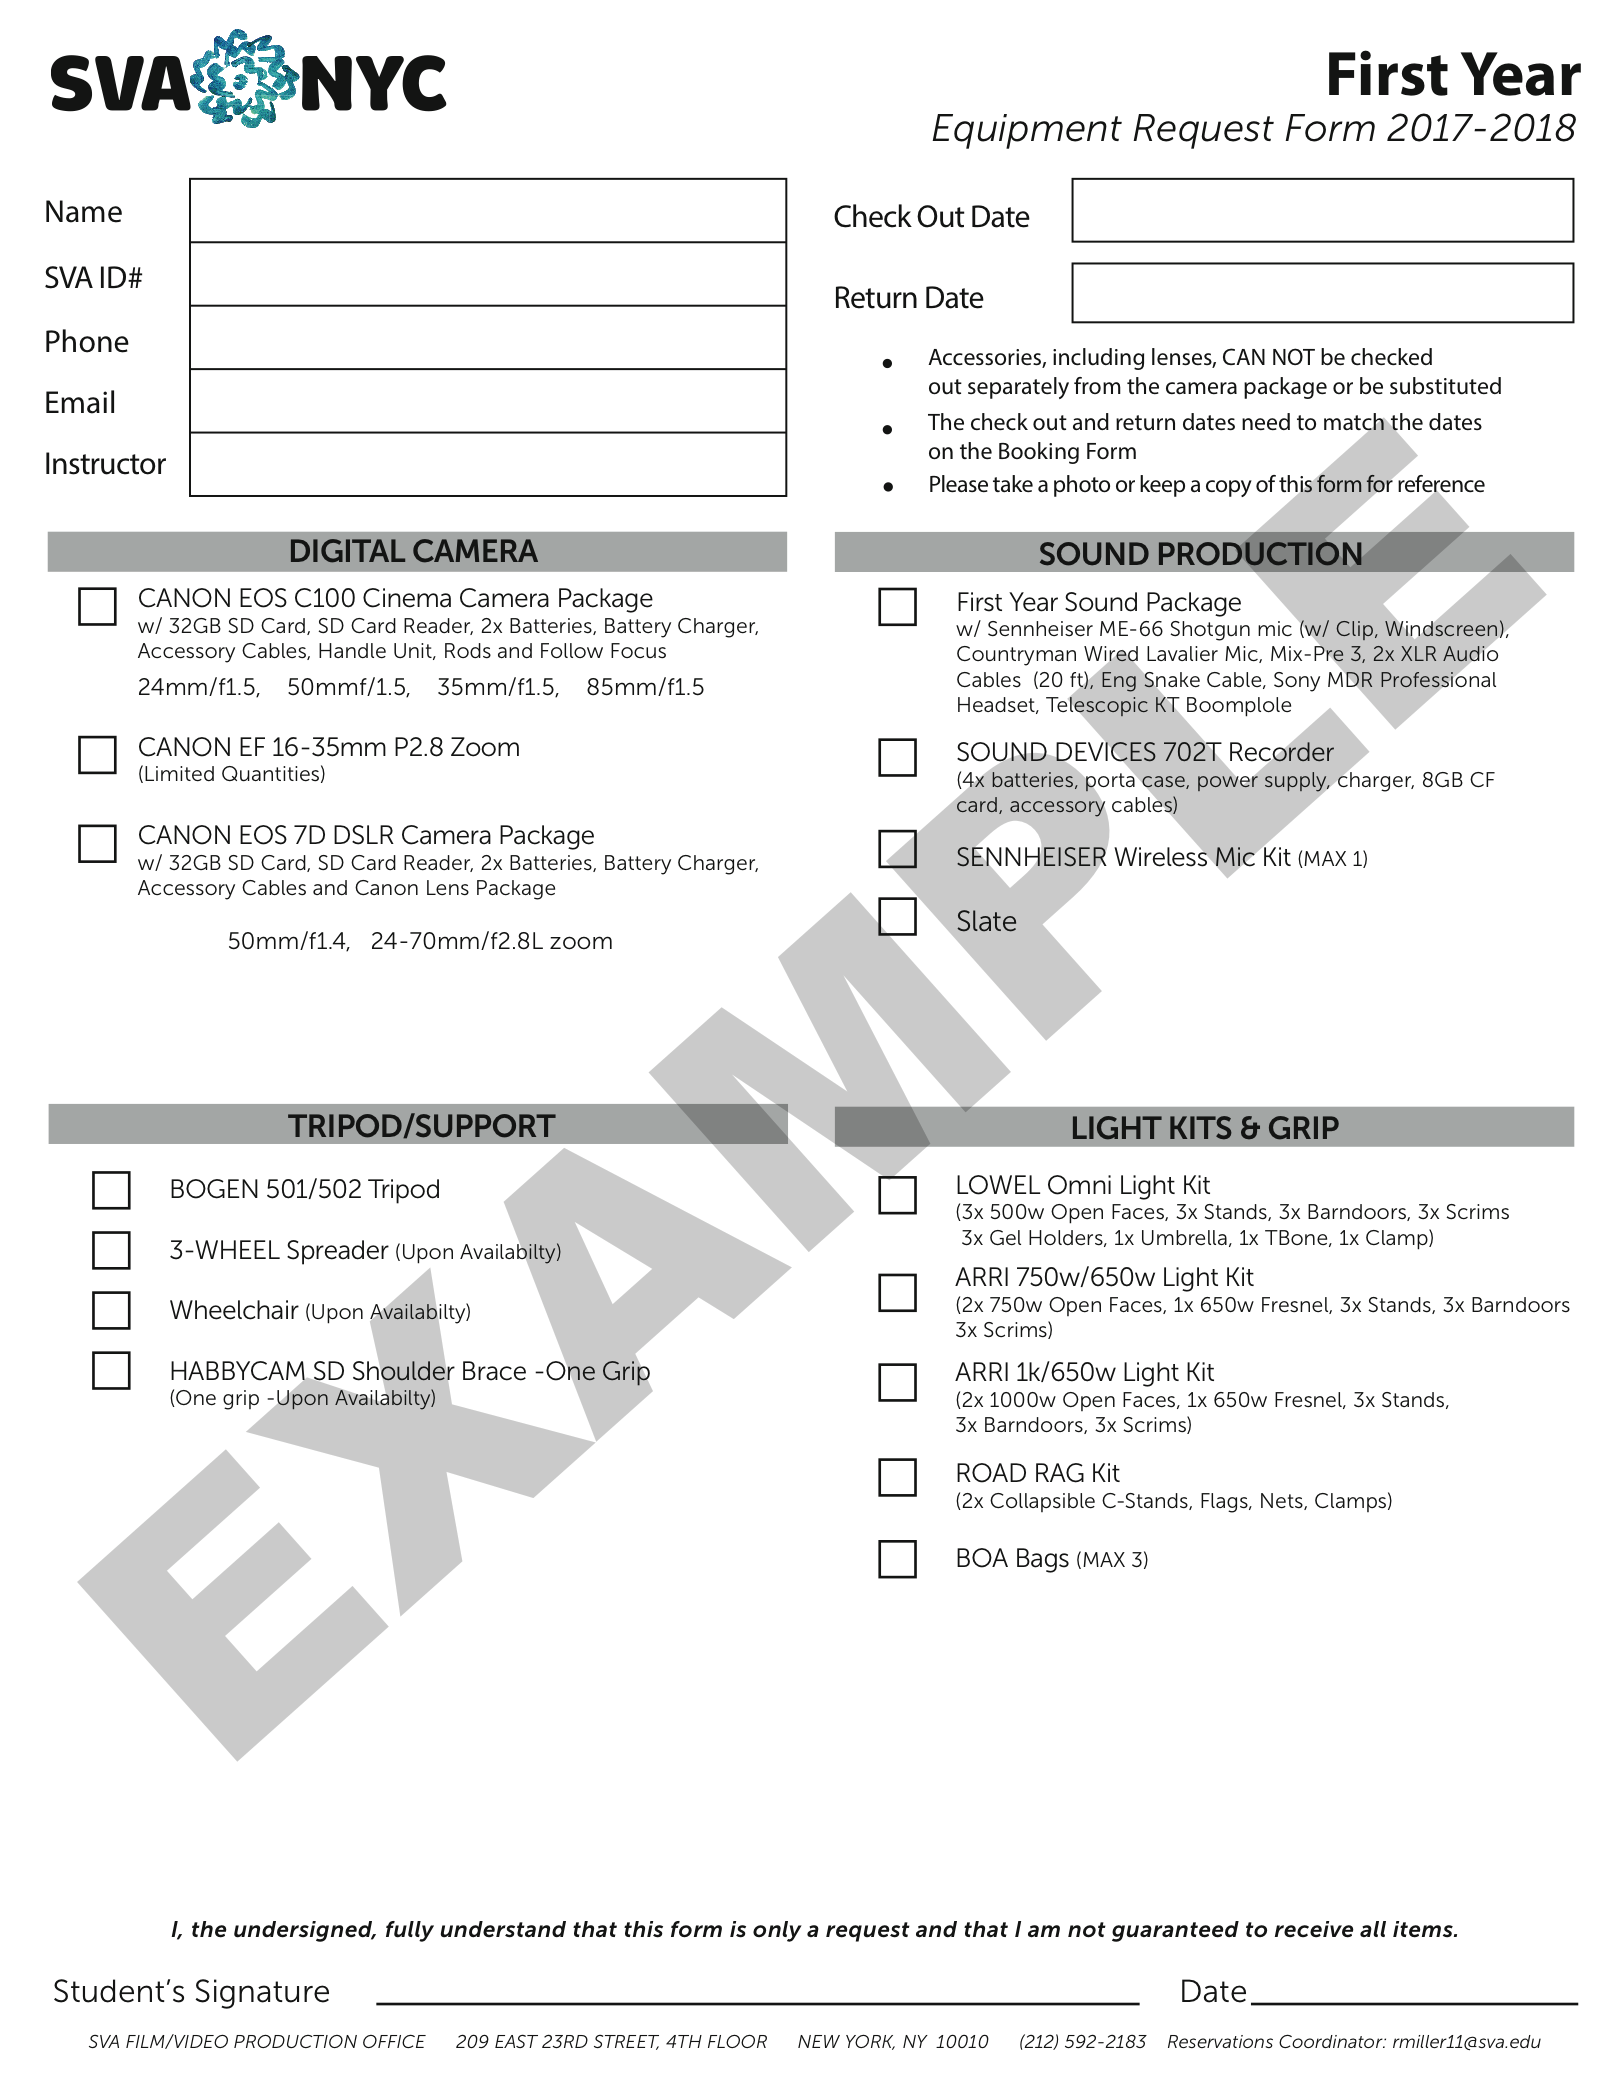 SVA NYC
First Year
Equipment Request Form 2017-2018
Name
SVA ID#
Phone
Email
Instructor
Check Out Date
Return Date
• Accessories, including lenses, CAN NOT be checked
out separately from the camera package or be substituted
• The check out and return dates need to match the dates
on the Booking Form
• Please take a photo or keep a copy of this form for reference
DIGITAL CAMERA
CANON EOS C100 Cinema Camera Package
w/ 32GB SD Card, SD Card Reader, 2x Batteries, Battery Charger,
Accessory Cables, Handle Unit, Rods and Follow Focus
24mm/f1.5, 50mmf/1.5, 35mm/f1.5, 85mm/f1.5
CANON EF 16-35mm P2.8 Zoom
(Limited Quantities)
CANON EOS 7D DSLR Camera Package
w/ 32GB SD Card, SD Card Reader, 2x Batteries, Battery Charger,
Accessory Cables and Canon Lens Package
50mm/f1.4, 24-70mm/f2.8L zoom
SOUND PRODUCTION
First Year Sound Package
w/ Sennheiser ME-66 Shotgun mic (w/ Clip, Windscreen),
Countryman Wired Lavalier Mic, Mix-Pre 3, 2x XLR Audio
Cables (20 ft), Eng Snake Cable, Sony MDR Professional
Headset, Telescopic KT Boomplole
SOUND DEVICES 702T Recorder
(4x batteries, porta case, power supply, charger, 8GB CF
card, accessory cables)
SENNHEISER Wireless Mic Kit (MAX 1)
Slate
TRIPOD/SUPPORT
BOGEN 501/502 Tripod
3-WHEEL Spreader (Upon Availabilty)
Wheelchair (Upon Availabilty)
HABBYCAM SD Shoulder Brace -One Grip
(One grip -Upon Availabilty)
LIGHT KITS & GRIP
LOWEL Omni Light Kit
(3x 500w Open Faces, 3x Stands, 3x Barndoors, 3x Scrims
3x Gel Holders, 1x Umbrella, 1x TBone, 1x Clamp)
ARRI 750w/650w Light Kit
(2x 750w Open Faces, 1x 650w Fresnel, 3x Stands, 3x Barndoors
3x Scrims)
ARRI 1k/650w Light Kit
(2x 1000w Open Faces, 1x 650w Fresnel, 3x Stands,
3x Barndoors, 3x Scrims)
ROAD RAG Kit
(2x Collapsible C-Stands, Flags, Nets, Clamps)
BOA Bags (MAX 3)
EXAMPLE
I, the undersigned, fully understand that this form is only a request and that I am not guaranteed to receive all items.
Student's Signature Date
SVA FILM/VIDEO PRODUCTION OFFICE 209 EAST 23RD STREET, 4TH FLOOR NEW YORK, NY 10010 (212) 592-2183 Reservations Coordinator: rmiller11@sva.edu